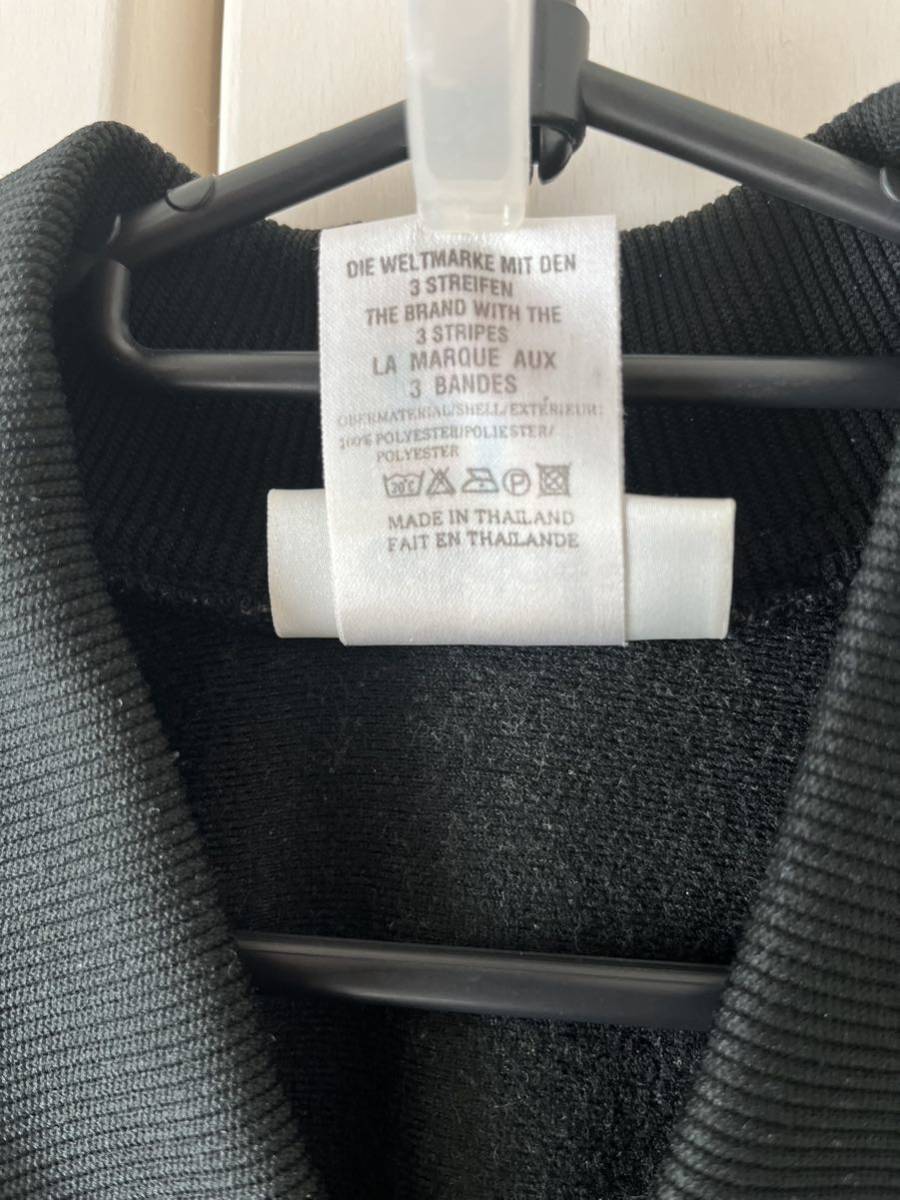 DIE WELTMARKE MIT DEN
3 STREIFEN
THE BRAND WITH THE
3 STRIPES
LA MARQUE AUX
3 BANDES
OBERMATERIAL/SHELL/EXTÉRIEUR:
100% POLYESTER/POLIESTER/
POLYESTER
30°C P
MADE IN THAILAND
FAIT EN THAILANDE